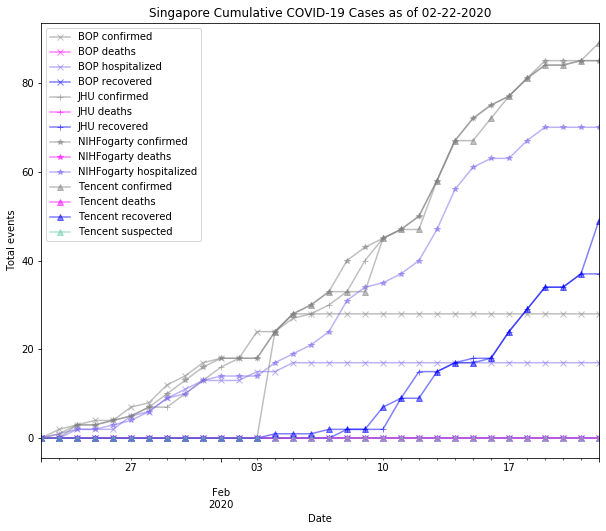 Singapore Cumulative COVID-19 Cases as of 02-22-2020
BOP confirmed
BOP deaths
BOP hospitalized
BOP recovered
JHU confirmed
JHU deaths
JHU recovered
NIHFogarty confirmed
NIHFogarty deaths
NIHFogarty hospitalized
Tencent confirmed
Tencent deaths
Tencent recovered
Tencent suspected
Total events
80
60
40
20
0
27
03
10
17
Feb
2020
Date